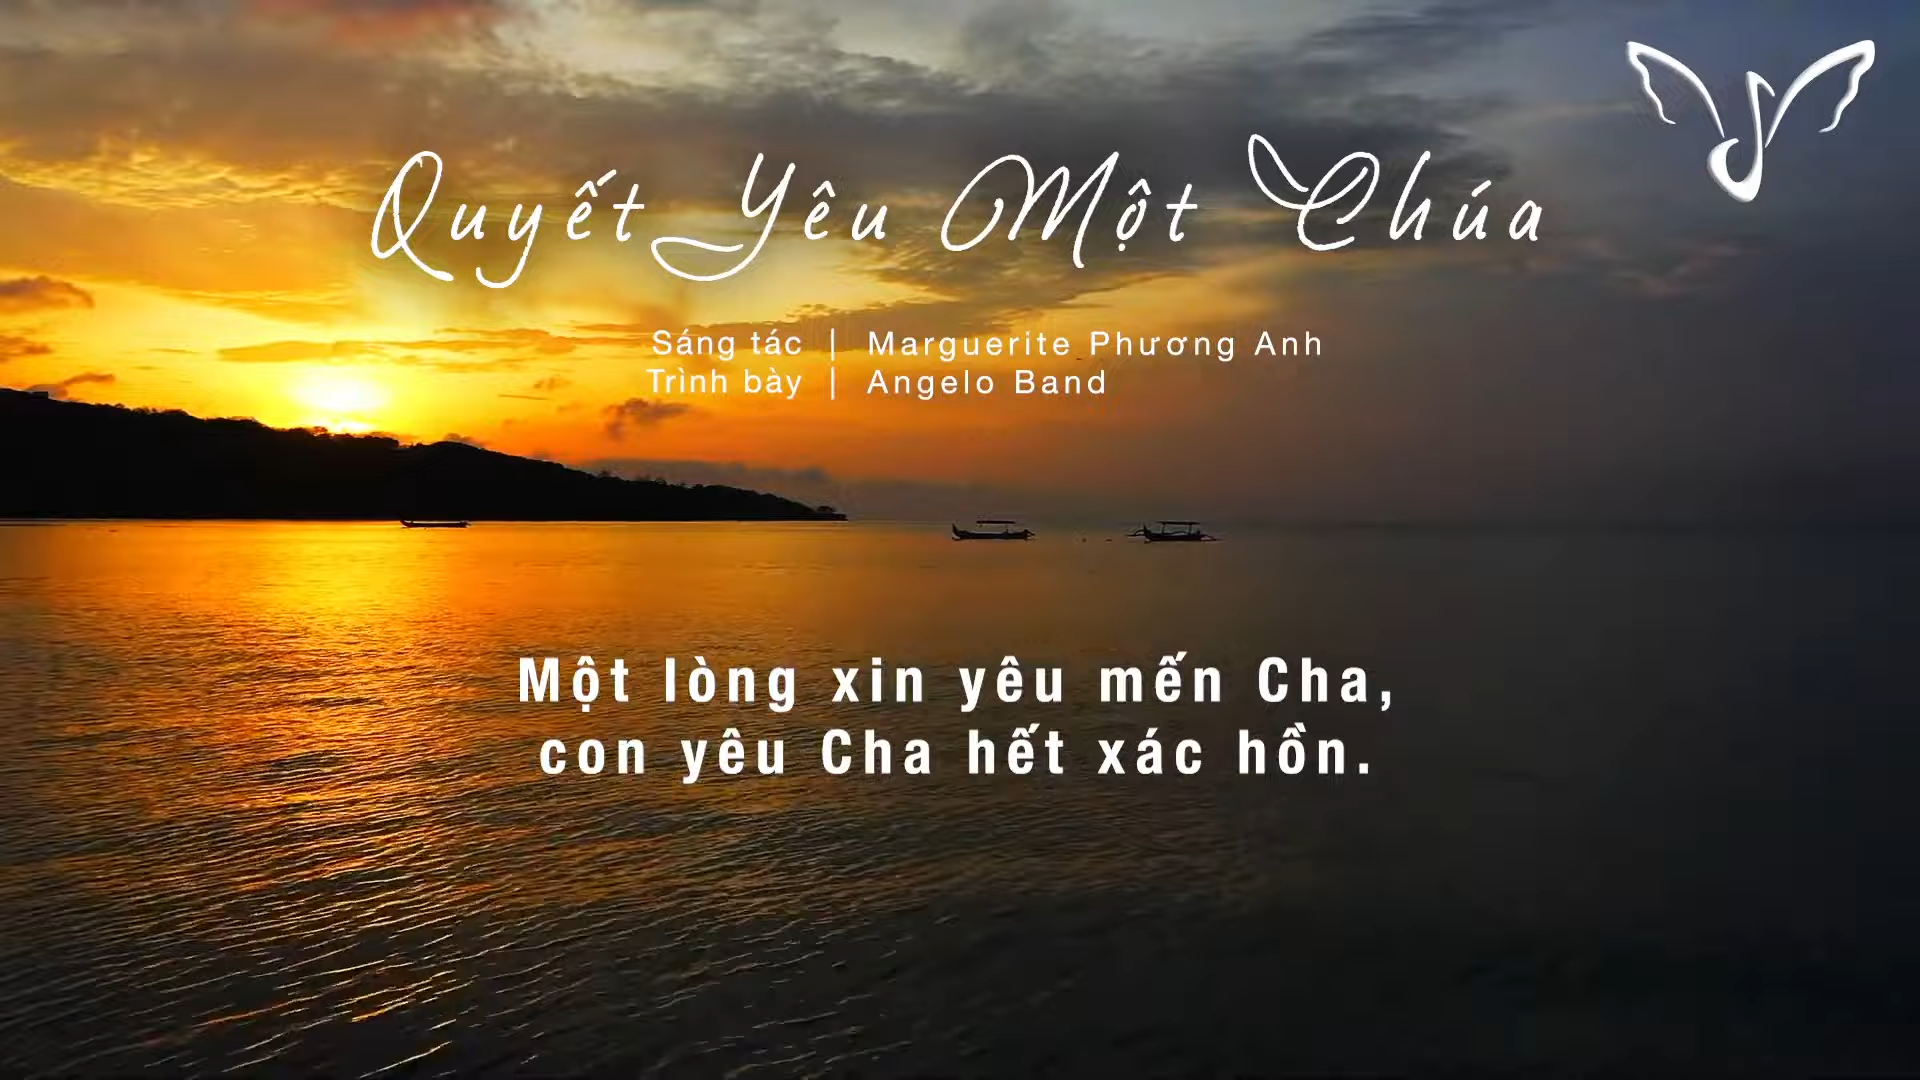 Quyết Yêu Một Chúa
Sáng tác | Marguerite Phương Anh
Trình bày | Angelo Band
Một lòng xin yêu mến Cha,
con yêu Cha hết xác hồn.